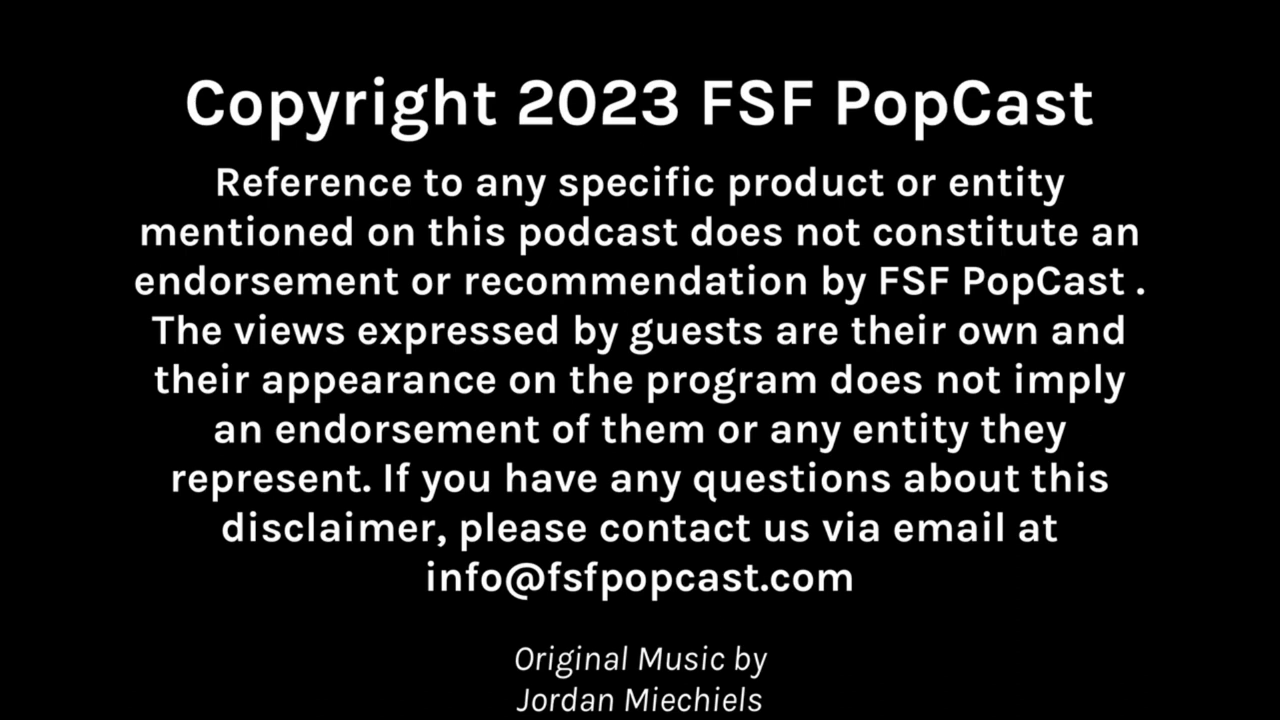 Copyright 2023 FSF PopCast
Reference to any specific product or entity
mentioned on this podcast does not constitute an
endorsement or recommendation by FSF PopCast .
The views expressed by guests are their own and
their appearance on the program does not imply
an endorsement of them or any entity they
represent. If you have any questions about this
disclaimer, please contact us via email at
info@fsfpopcast.com
Original Music by
Jordan Miechiels